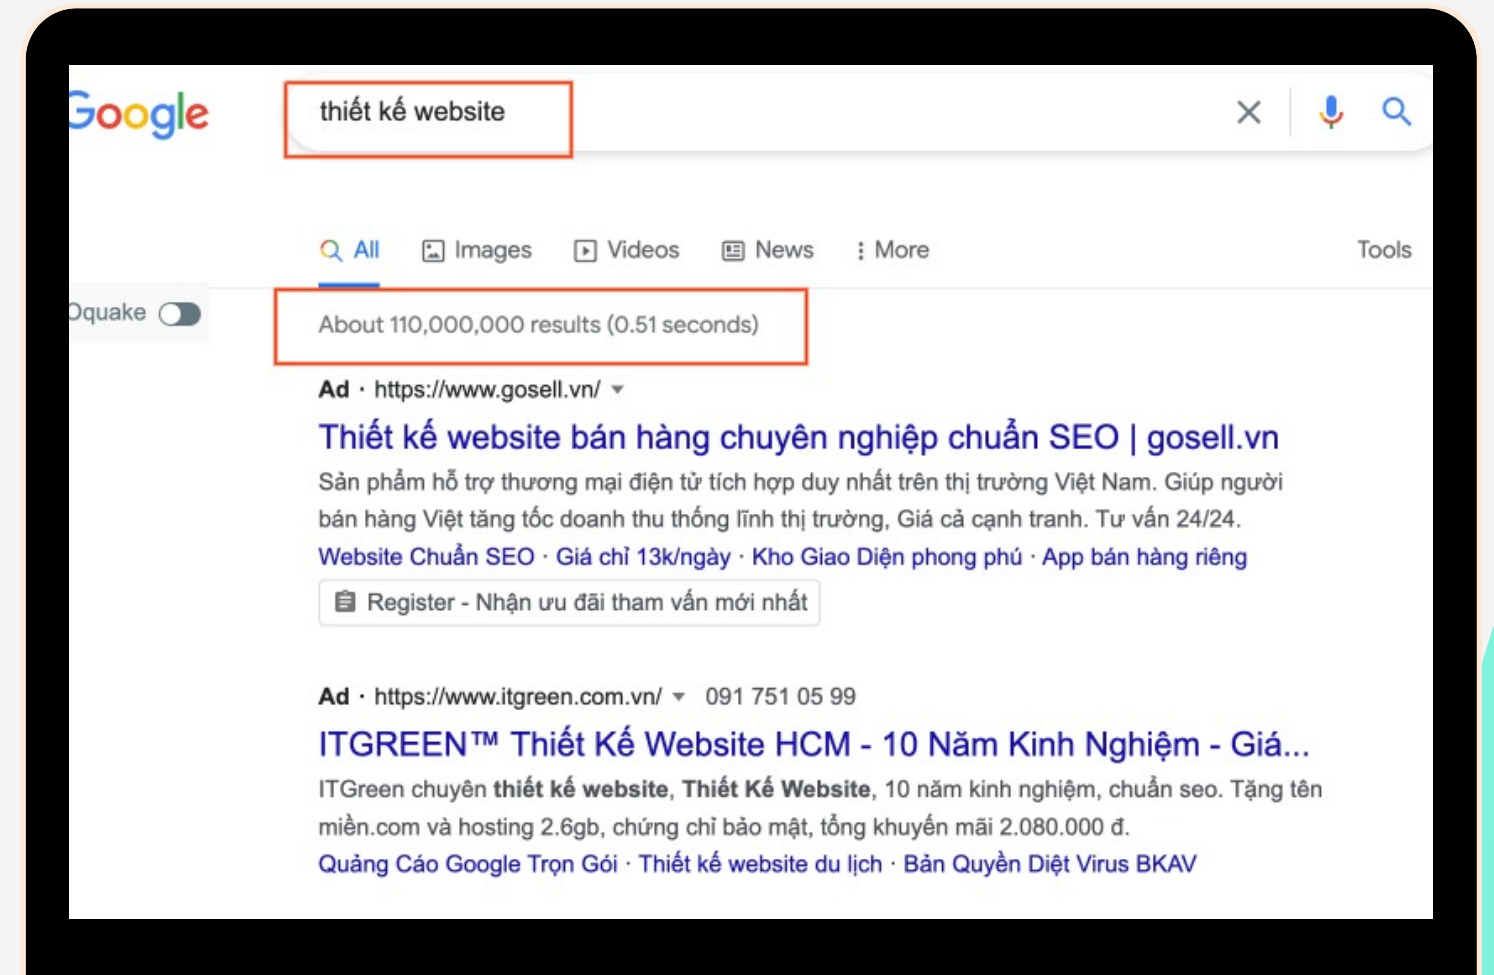 Google
thiết kế website
All Images Videos News More Tools
Oquake
About 110,000,000 results (0.51 seconds)
Ad · https://www.gosell.vn/
Thiết kế website bán hàng chuyên nghiệp chuẩn SEO | gosell.vn
Sản phẩm hỗ trợ thương mại điện tử tích hợp duy nhất trên thị trường Việt Nam. Giúp người
bán hàng Việt tăng tốc doanh thu thống lĩnh thị trường, Giá cả cạnh tranh. Tư vấn 24/24.
Website Chuẩn SEO · Giá chỉ 13k/ngày · Kho Giao Diện phong phú · App bán hàng riêng
Register - Nhận ưu đãi tham vấn mới nhất
Ad · https://www.itgreen.com.vn/ 091 751 05 99
ITGREEN™ Thiết Kế Website HCM - 10 Năm Kinh Nghiệm - Giá...
ITGreen chuyên thiết kế website, Thiết Kế Website, 10 năm kinh nghiệm, chuẩn seo. Tặng tên
miền.com và hosting 2.6gb, chứng chỉ bảo mật, tổng khuyến mãi 2.080.000 đ.
Quảng Cáo Google Trọn Gói · Thiết kế website du lịch · Bản Quyền Diệt Virus BKAV